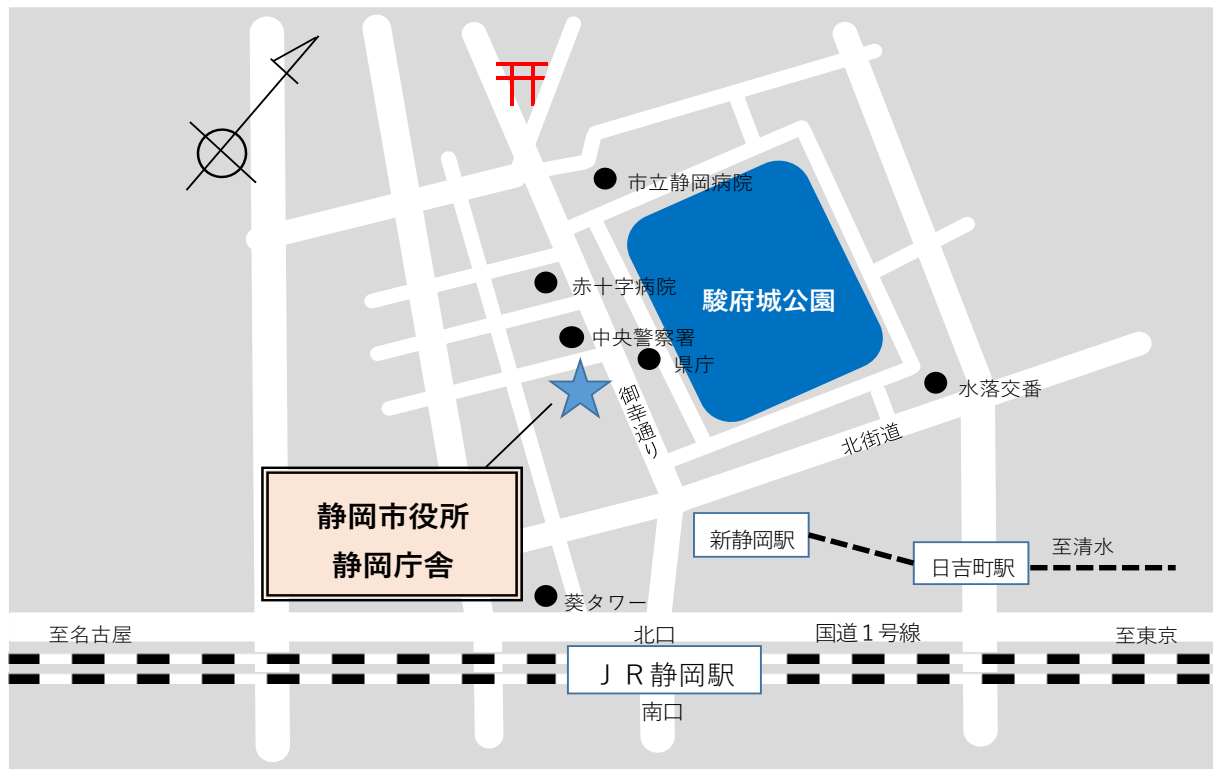 市立静岡病院
赤十字病院
駿府城公園
中央警察署
県庁
水落交番
御幸通り
北街道
静岡市役所
静岡庁舎
新静岡駅
日吉町駅
至清水
葵タワー
至名古屋
北口
国道１号線
至東京
ＪＲ静岡駅
南口